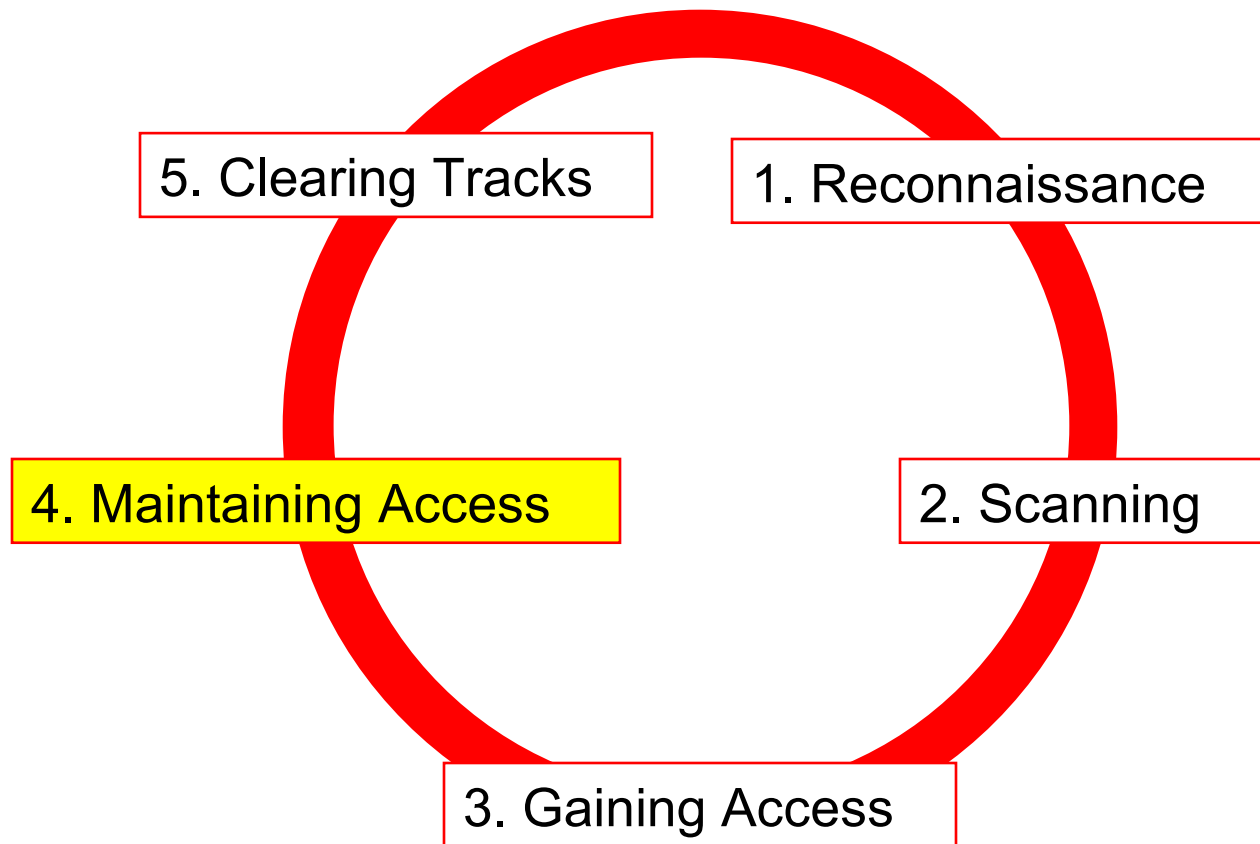 1. Reconnaissance
2. Scanning
3. Gaining Access
4. Maintaining Access
5. Clearing Tracks